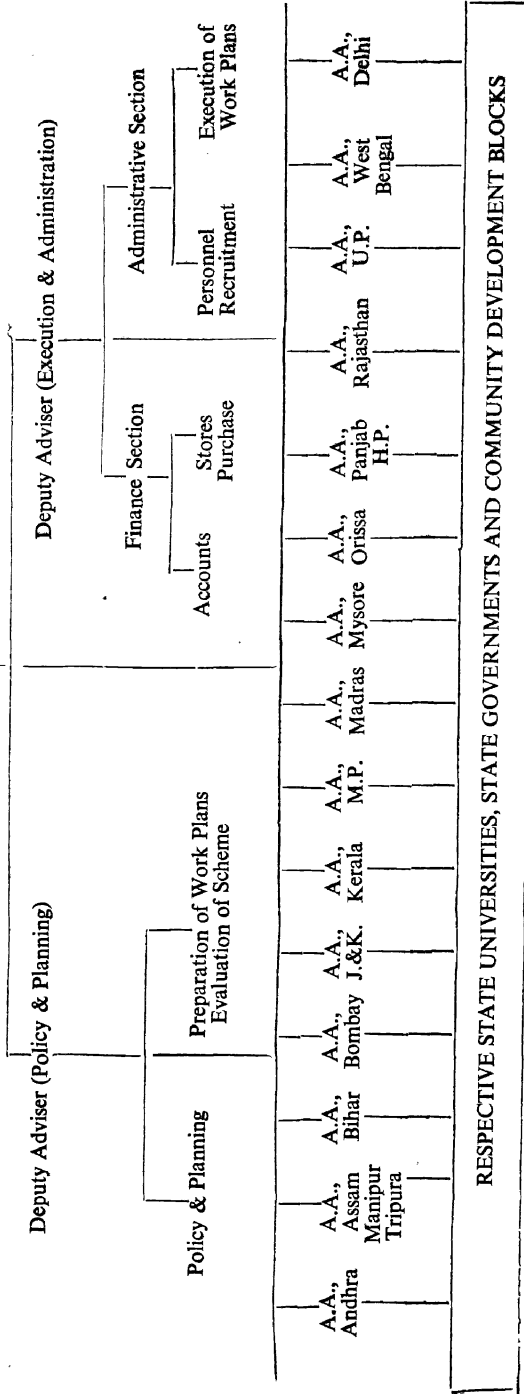 Deputy Adviser (Policy & Planning)
Deputy Adviser (Execution & Administration)
Policy & Planning
Preparation of Work Plans
Evaluation of Scheme
Finance Section
Administrative Section
Accounts
Stores
Purchase
Personnel
Recruitment
Execution of
Work Plans
A.A.,
Andhra
A.A.,
Assam
Manipur
Tripura
A.A.,
Bihar
A.A.,
Bombay
A.A.,
J.&K.
A.A.,
Kerala
A.A.,
M.P.
A.A.,
Madras
A.A.,
Mysore
A.A.,
Orissa
A.A.,
Panjab
H.P.
A.A.,
Rajasthan
A.A.,
U.P.
A.A.,
West
Bengal
A.A.,
Delhi
RESPECTIVE STATE UNIVERSITIES, STATE GOVERNMENTS AND COMMUNITY DEVELOPMENT BLOCKS